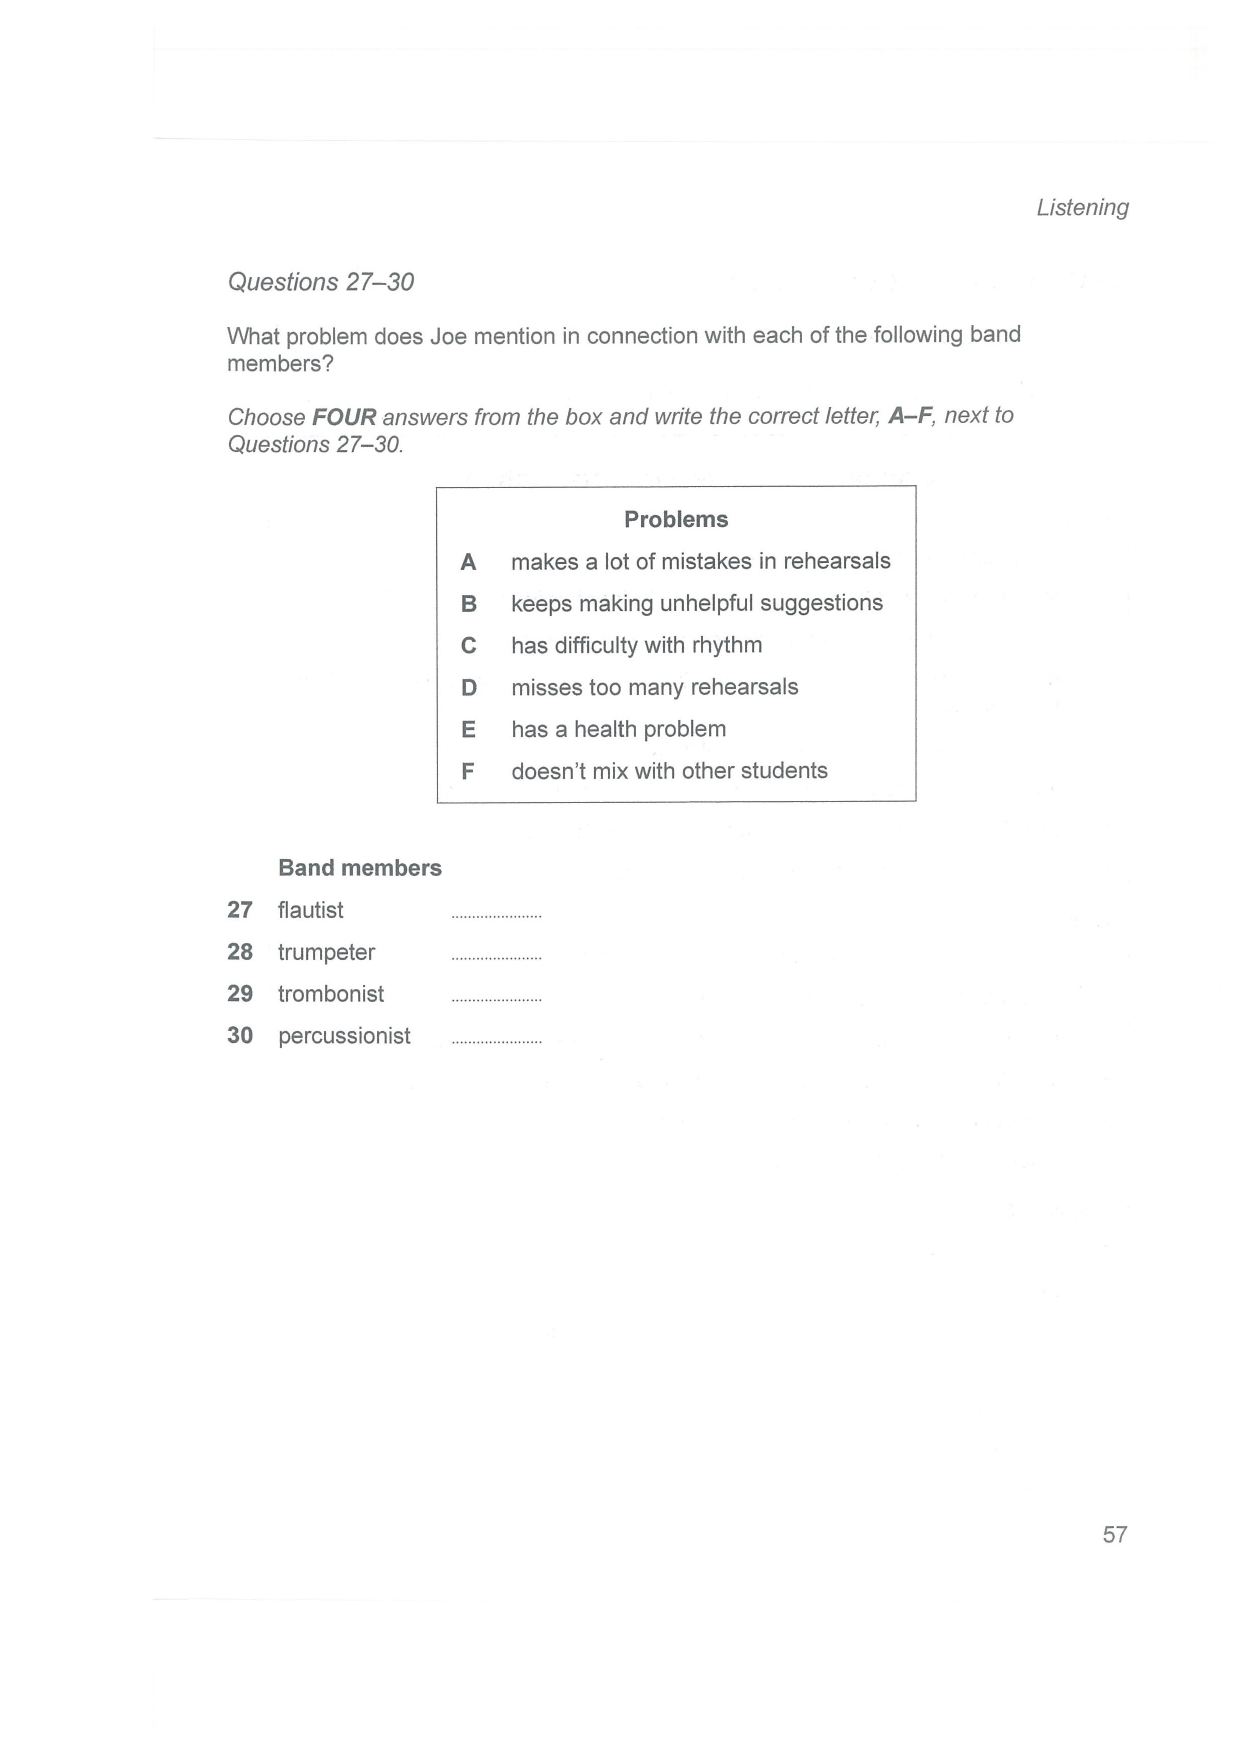 Listening
Questions 27–30
What problem does Joe mention in connection with each of the following band
members?
Choose FOUR answers from the box and write the correct letter, A–F, next to
Questions 27–30.
Problems
A makes a lot of mistakes in rehearsals
B keeps making unhelpful suggestions
C has difficulty with rhythm
D misses too many rehearsals
E has a health problem
F doesn't mix with other students
Band members
27 flautist ......................
28 trumpeter ......................
29 trombonist ......................
30 percussionist ......................
57